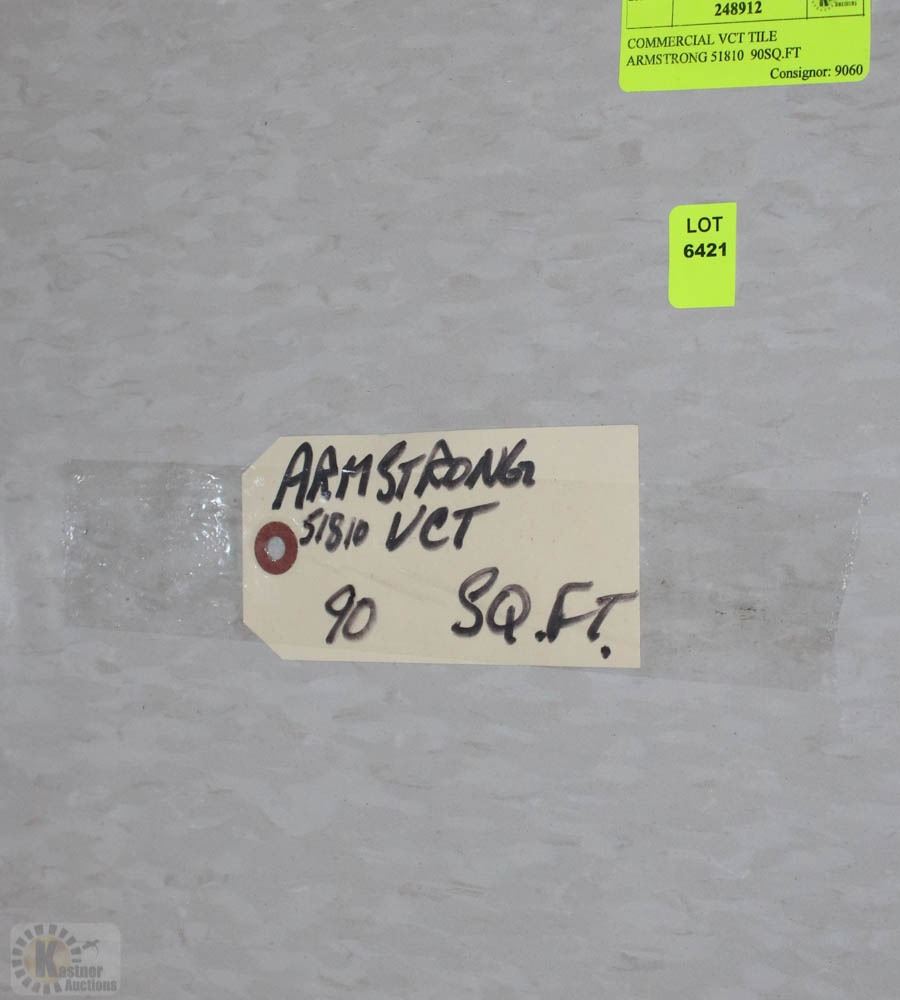 248912
COMMERCIAL VCT TILE
ARMSTRONG 51810 90SQ.FT
Consignor: 9060
LOT
6421
ARMSTRONG
51810 VCT
90 SQ.FT.
Kastner
Auctions